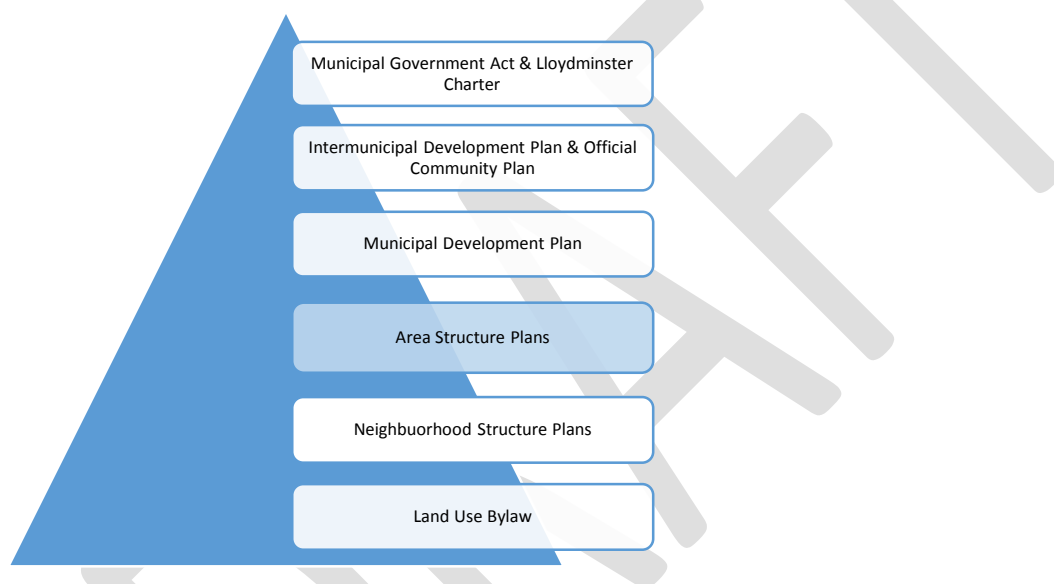 Municipal Government Act & Lloydminster
Charter
Intermunicipal Development Plan & Official
Community Plan
Municipal Development Plan
Area Structure Plans
Neighbuorhood Structure Plans
Land Use Bylaw